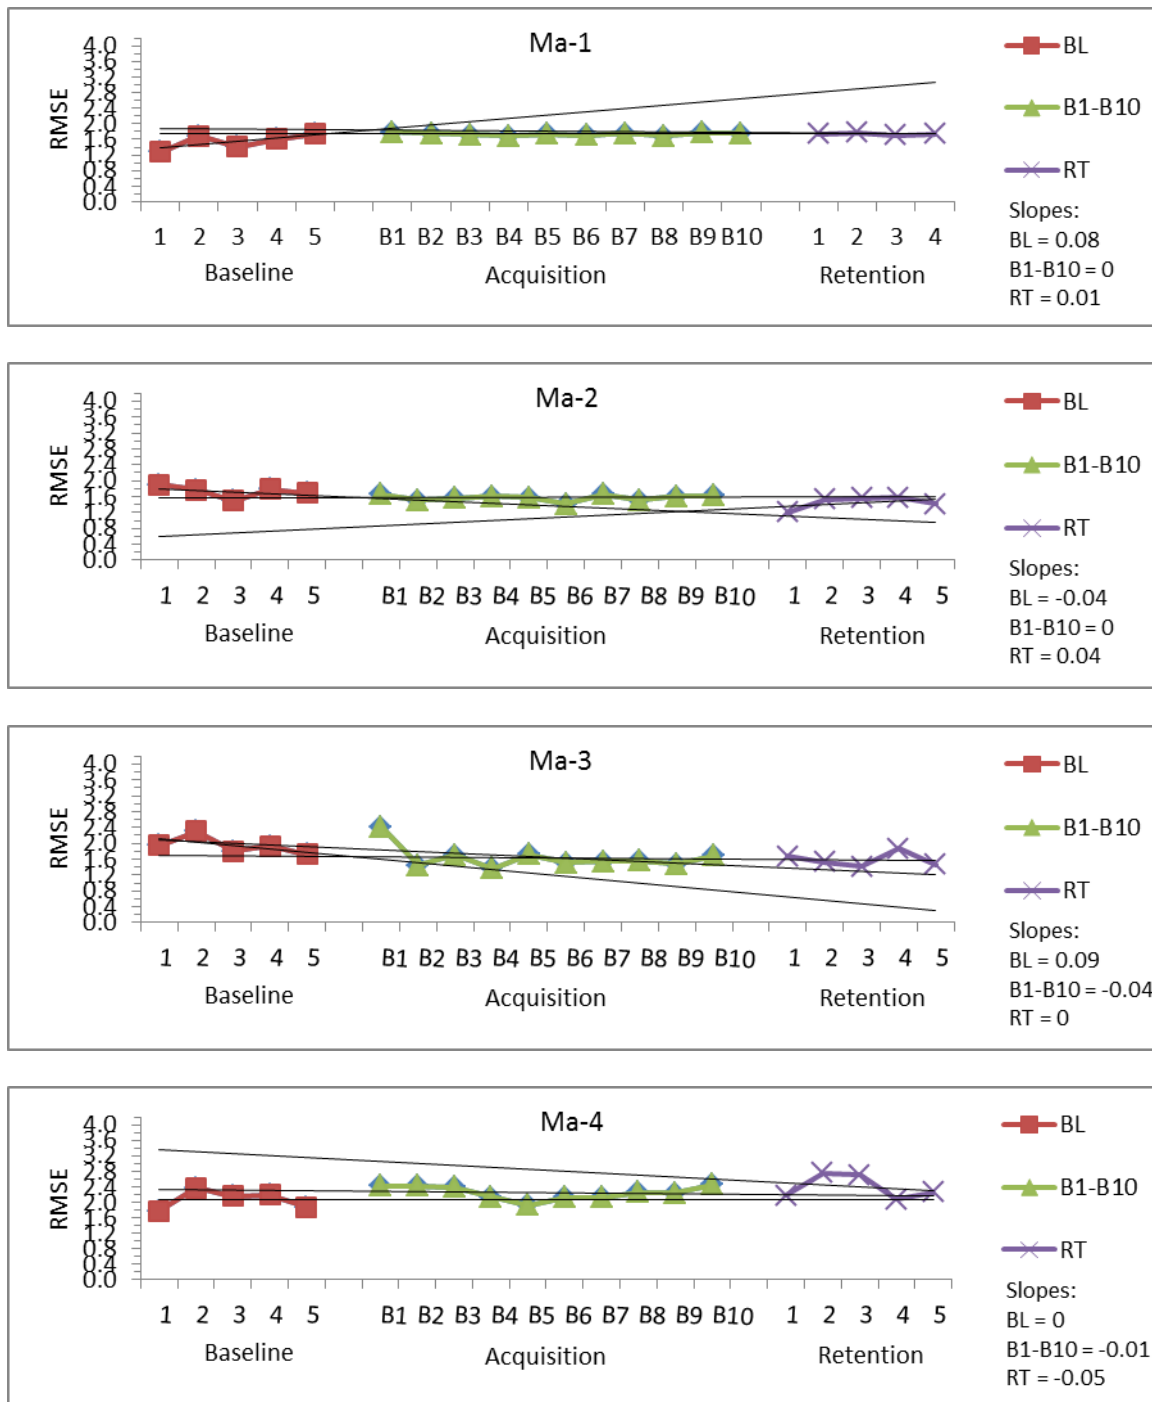 Ma-1
RMSE
4.0
3.6
3.2
2.8
2.4
2.0
1.6
1.2
0.8
0.4
0.0
1 2 3 4 5 B1 B2 B3 B4 B5 B6 B7 B8 B9 B10 1 2 3 4
Baseline Acquisition Retention
BL
B1-B10
RT
Slopes:
BL = 0.08
B1-B10 = 0
RT = 0.01
Ma-2
RMSE
4.0
3.6
3.2
2.8
2.4
2.0
1.6
1.2
0.8
0.4
0.0
1 2 3 4 5 B1 B2 B3 B4 B5 B6 B7 B8 B9 B10 1 2 3 4 5
Baseline Acquisition Retention
BL
B1-B10
RT
Slopes:
BL = -0.04
B1-B10 = 0
RT = 0.04
Ma-3
RMSE
4.0
3.6
3.2
2.8
2.4
2.0
1.6
1.2
0.8
0.4
0.0
1 2 3 4 5 B1 B2 B3 B4 B5 B6 B7 B8 B9 B10 1 2 3 4 5
Baseline Acquisition Retention
BL
B1-B10
RT
Slopes:
BL = 0.09
B1-B10 = -0.04
RT = 0
Ma-4
RMSE
4.0
3.6
3.2
2.8
2.4
2.0
1.6
1.2
0.8
0.4
0.0
1 2 3 4 5 B1 B2 B3 B4 B5 B6 B7 B8 B9 B10 1 2 3 4 5
Baseline Acquisition Retention
BL
B1-B10
RT
Slopes:
BL = 0
B1-B10 = -0.01
RT = -0.05